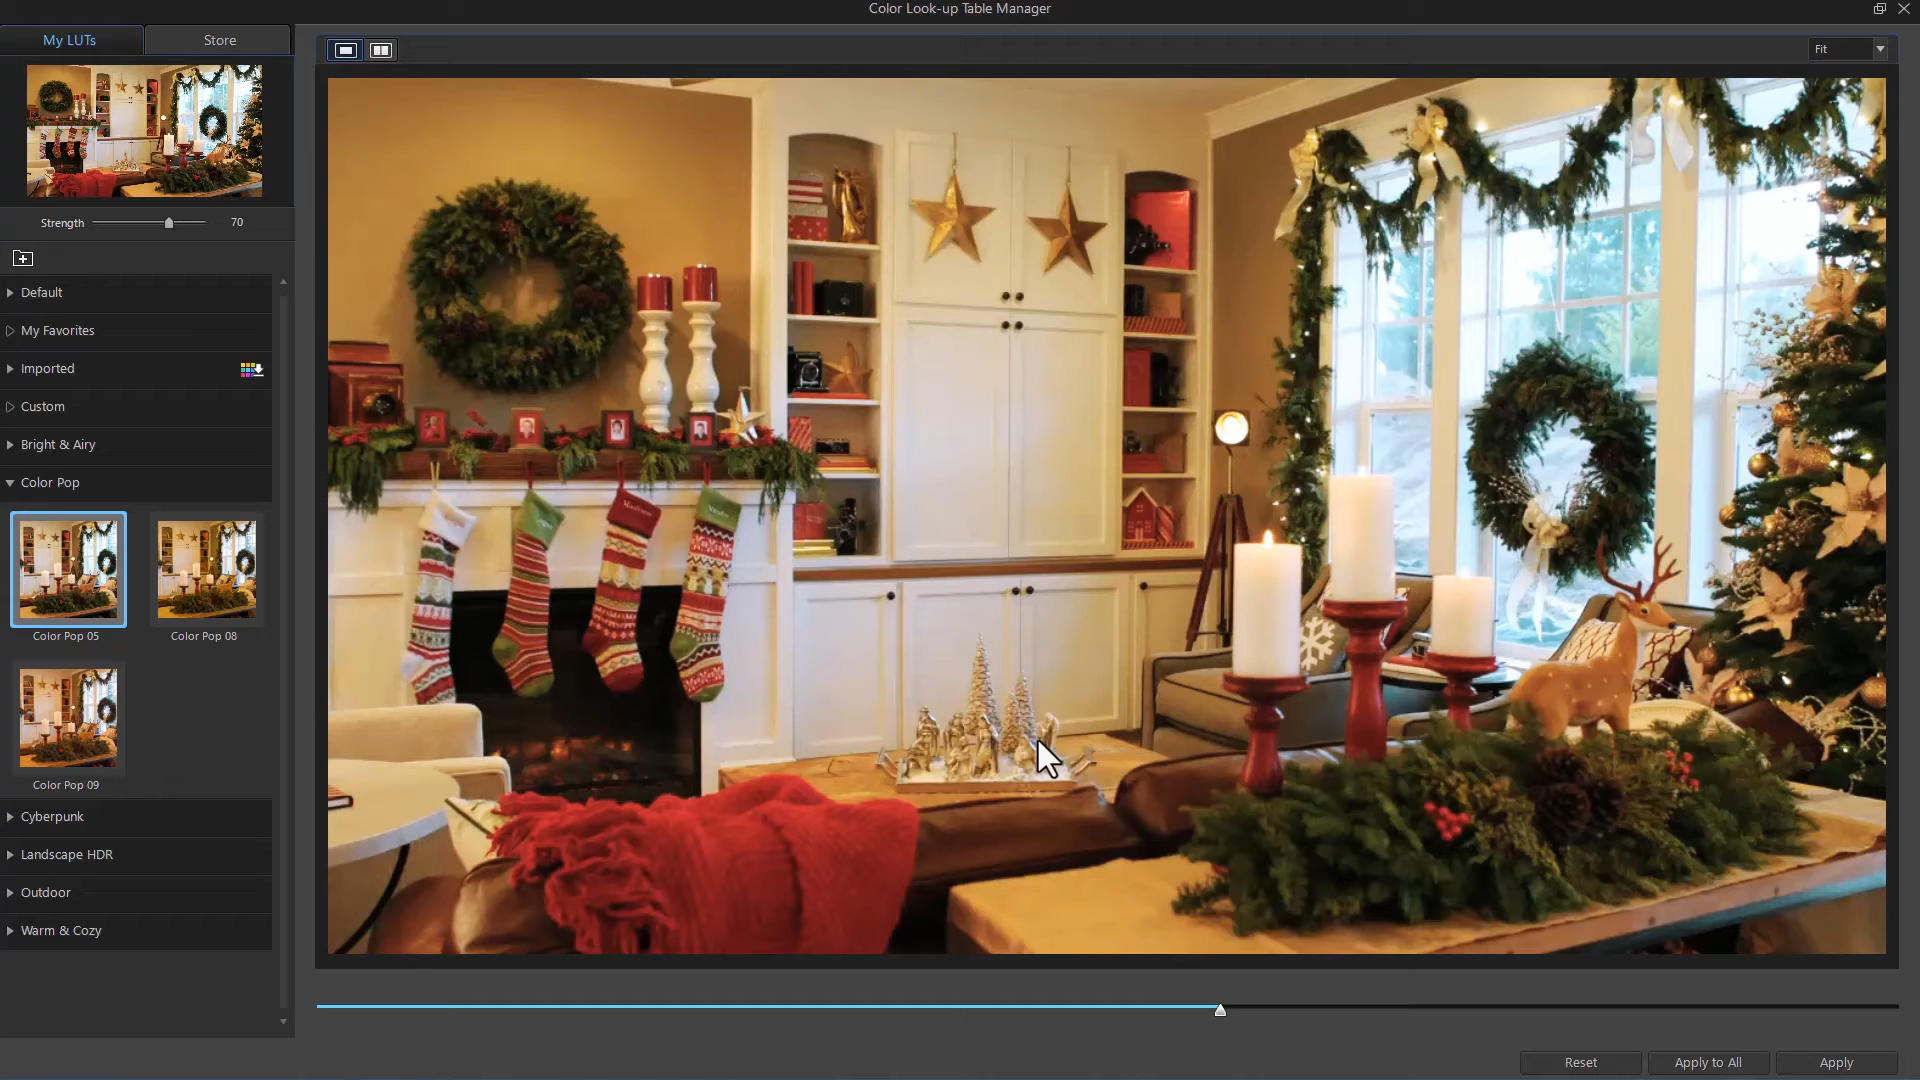 Color Look-up Table Manager
My LUTs
Store
Fit
Strength
70
Default
My Favorites
Imported
Custom
Bright & Airy
Color Pop
Color Pop 05
Color Pop 08
Color Pop 09
Cyberpunk
Landscape HDR
Outdoor
Warm & Cozy
Reset
Apply to All
Apply